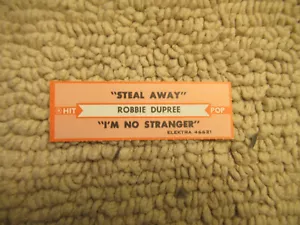 "STEAL AWAY"
HIT ROBBIE DUPREE POP
"I'M NO STRANGER"
ELEKTRA 46621